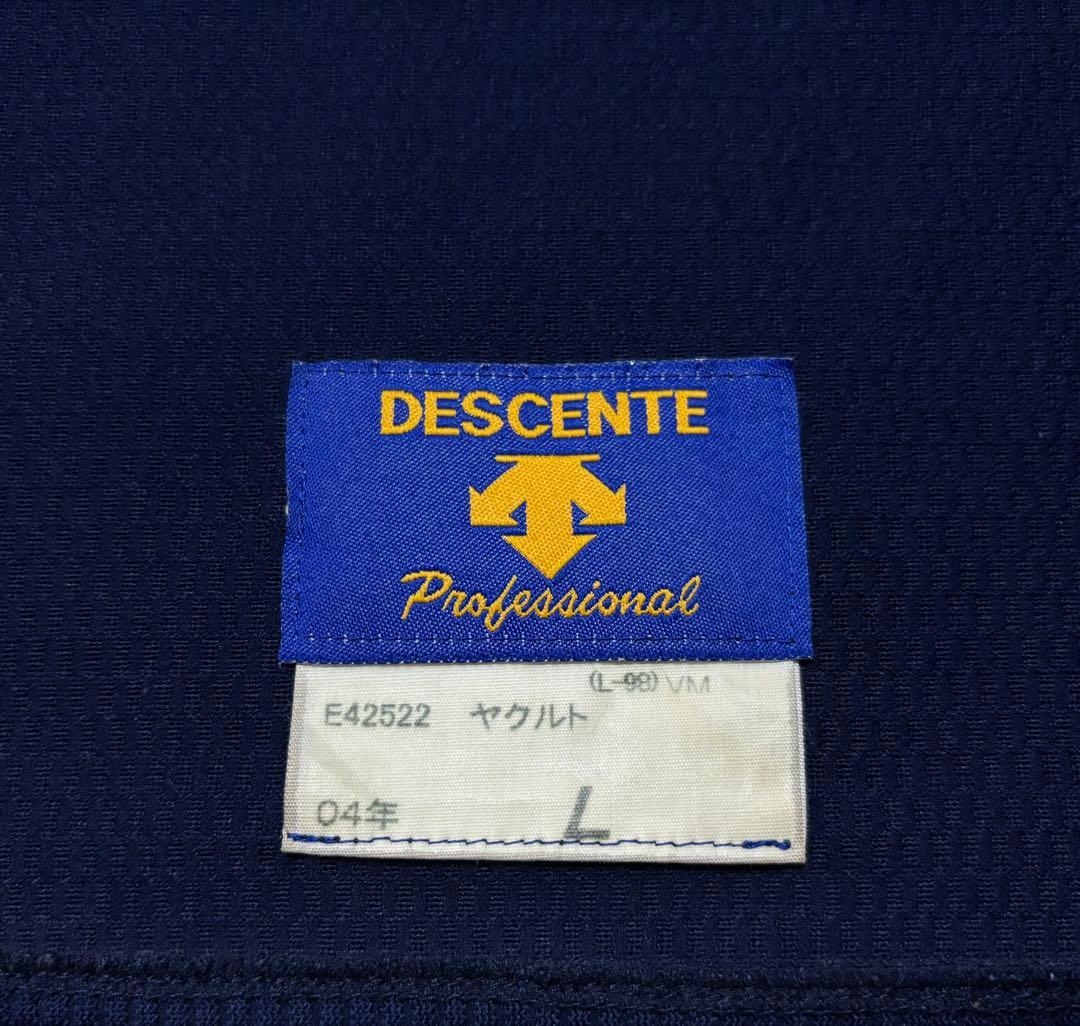 DESCENTE
Professional
(L-98) VM
E42522 ヤクルト
04年 L